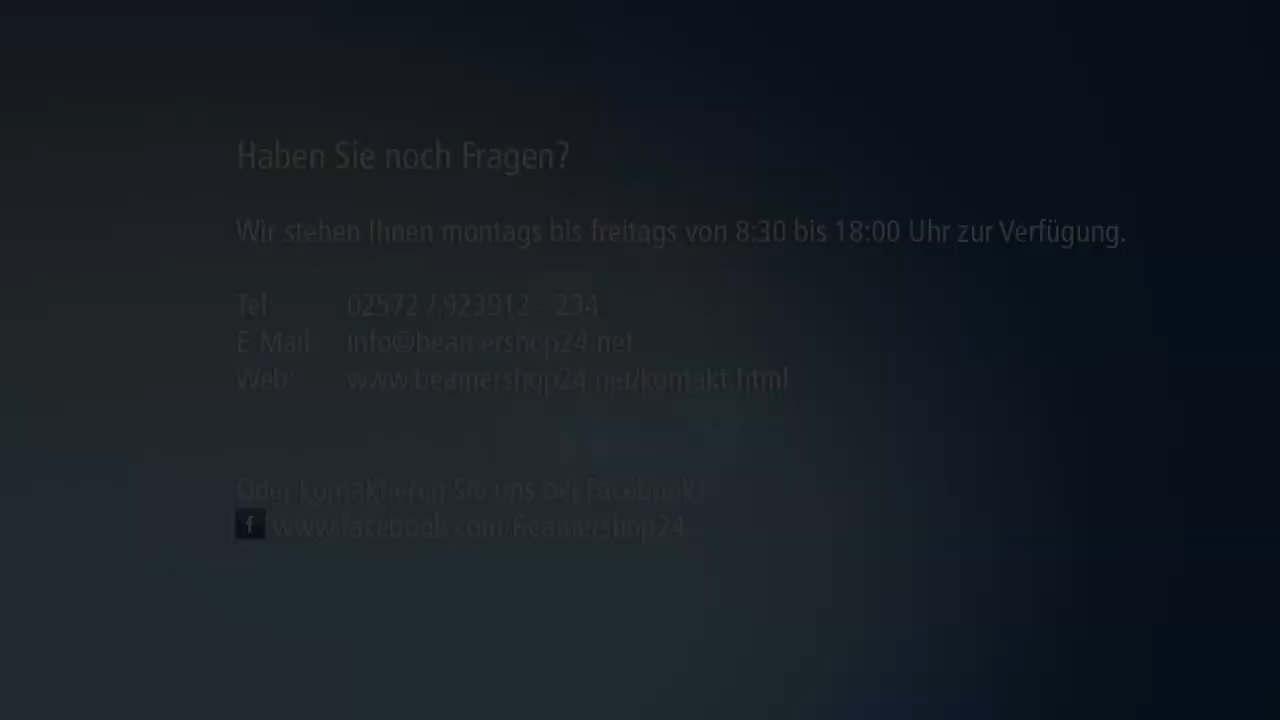 Haben Sie noch Fragen?
Wir stehen Ihnen montags bis freitags von 8:30 bis 18:00 Uhr zur Verfügung.
Tel: 02572 / 923912 - 234
E-Mail: info@beamershop24.net
Web: www.beamershop24.net/kontakt.html
Oder kontaktieren Sie uns bei Facebook:
f www.facebook.com/BeamerShop24